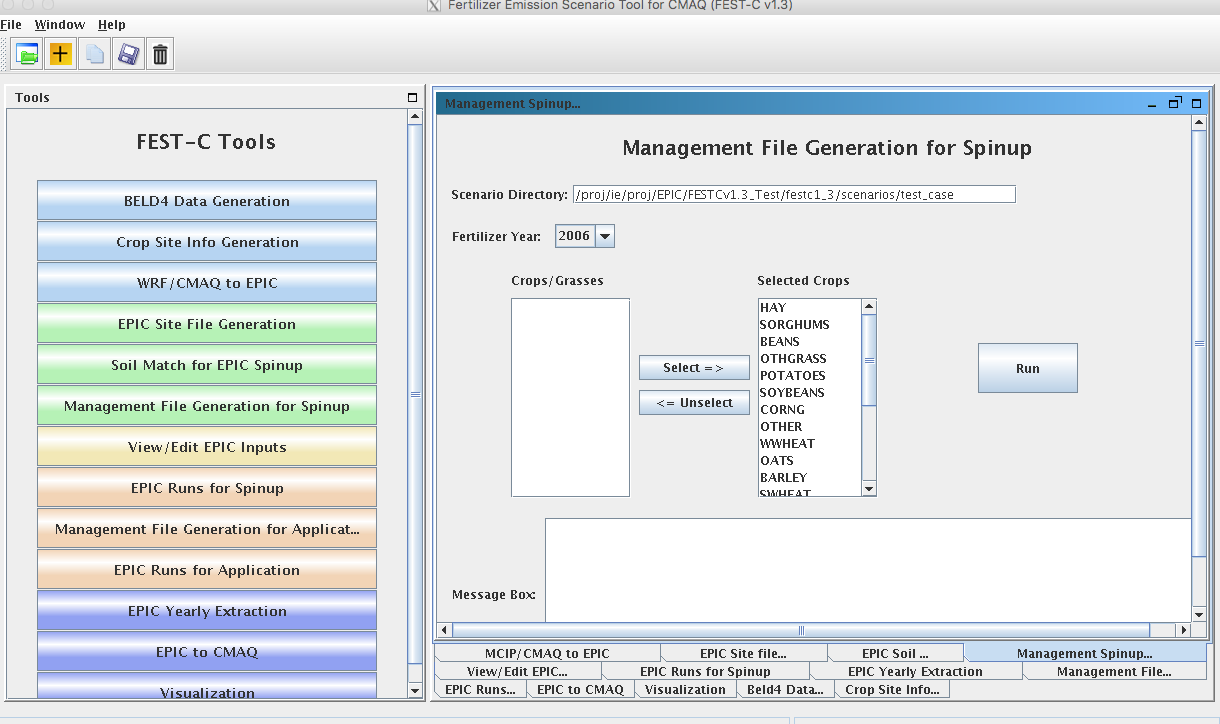 Fertilizer Emission Scenario Tool for CMAQ (FEST-C v1.3)
File Window Help
Tools
FEST-C Tools
BELD4 Data Generation
Crop Site Info Generation
WRF/CMAQ to EPIC
EPIC Site File Generation
Soil Match for EPIC Spinup
Management File Generation for Spinup
View/Edit EPIC Inputs
EPIC Runs for Spinup
Management File Generation for Applicat...
EPIC Runs for Application
EPIC Yearly Extraction
EPIC to CMAQ
Visualization
Management Spinup...
Management File Generation for Spinup
Scenario Directory: /proj/ie/proj/EPIC/FESTCv1.3_Test/festc1_3/scenarios/test_case
Fertilizer Year: 2006
Crops/Grasses
Selected Crops
HAY
SORGHUMS
BEANS
OTHGRASS
POTATOES
SOYBEANS
CORNG
OTHER
WWHEAT
OATS
BARLEY
SWHEAT
Select =>
<= Unselect
Run
Message Box:
MCIP/CMAQ to EPIC EPIC Site file... EPIC Soil ... Management Spinup...
View/Edit EPIC... EPIC Runs for Spinup EPIC Yearly Extraction Management File...
EPIC Runs... EPIC to CMAQ Visualization Beld4 Data... Crop Site Info...